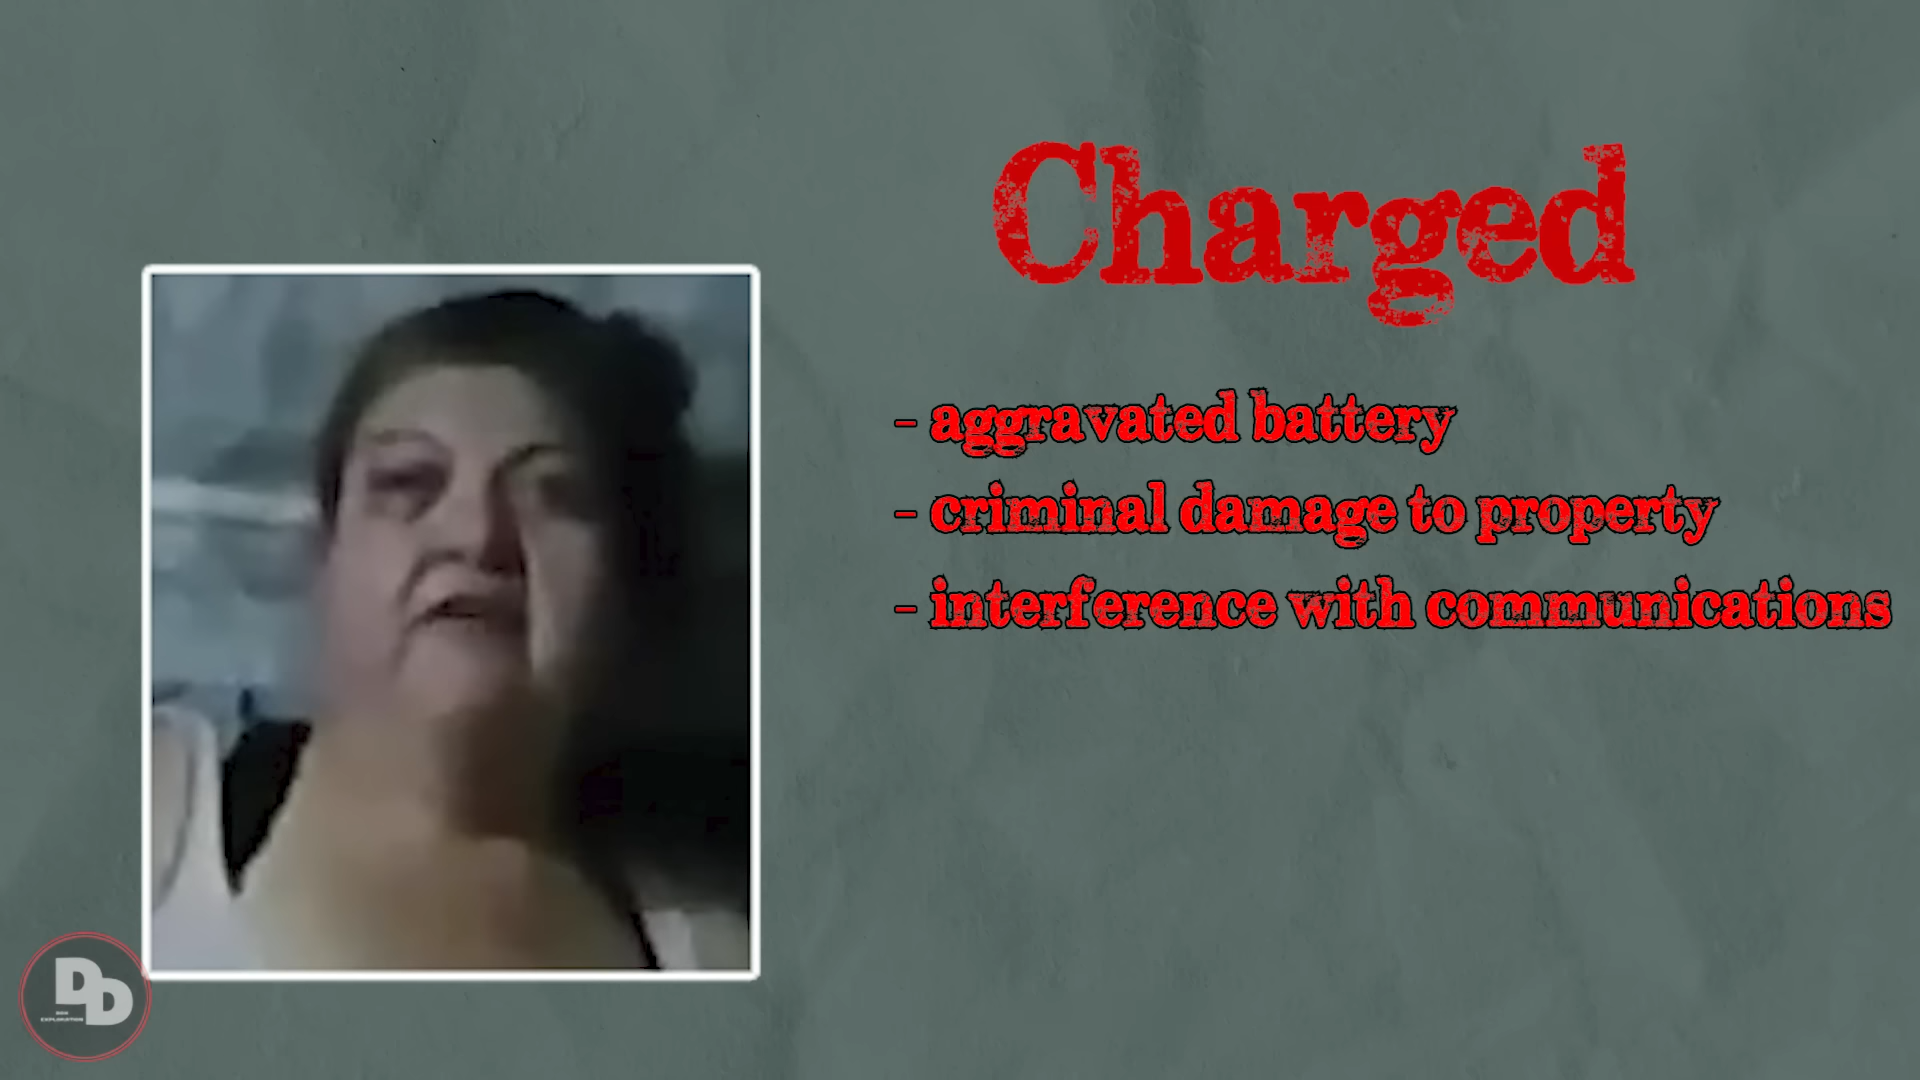 Charged
- aggravated battery
- criminal damage to property
- interference with communications
DD